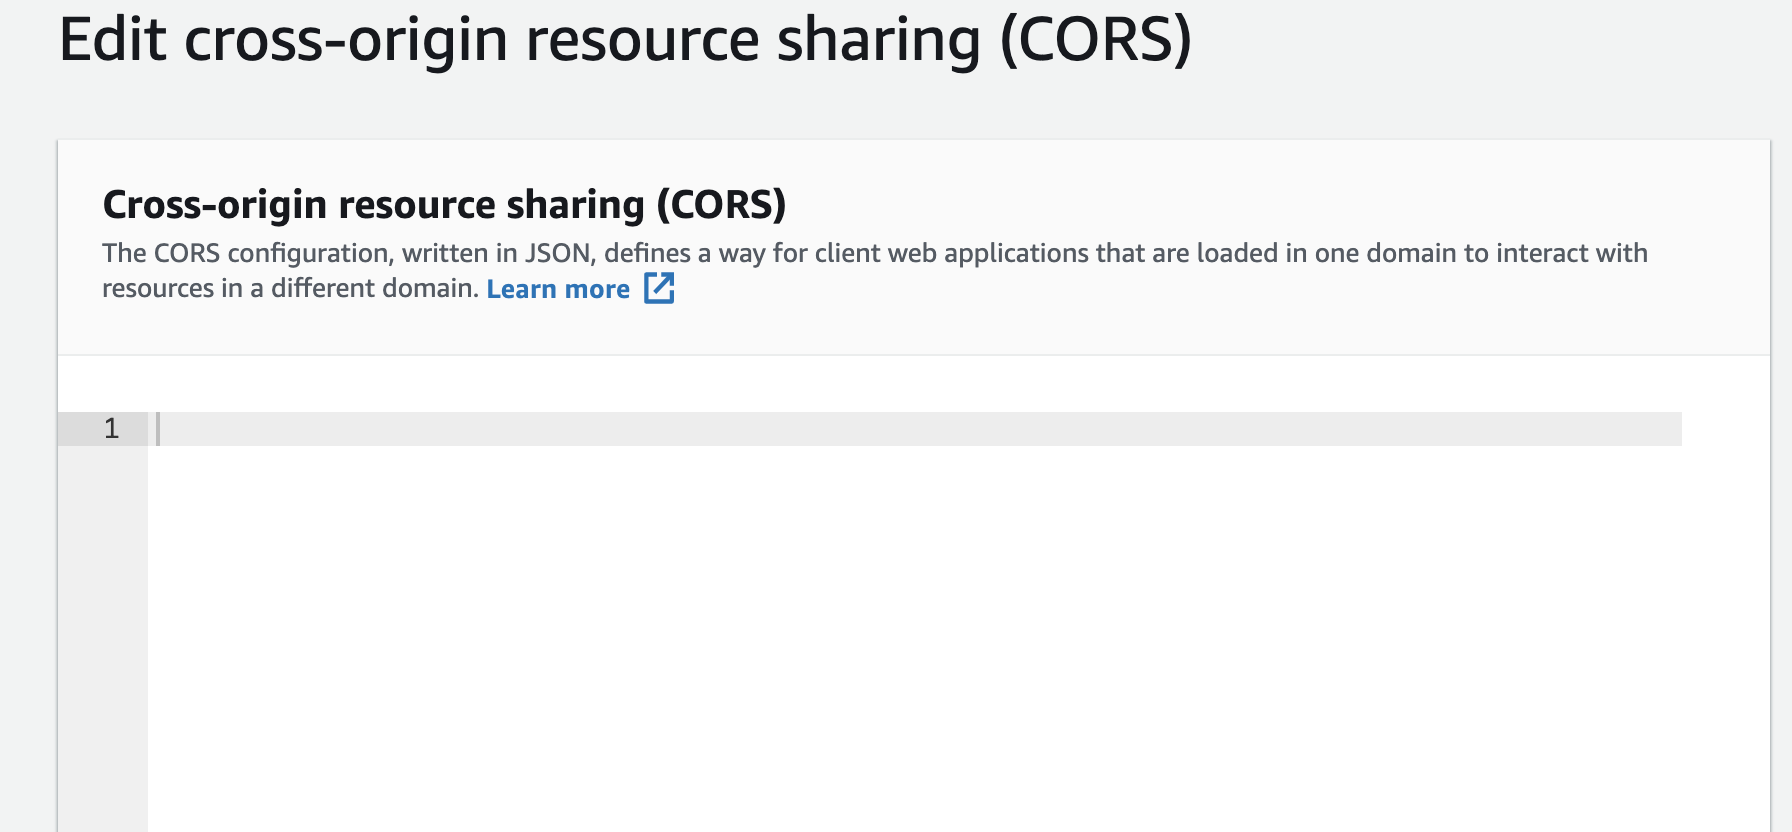 Edit cross-origin resource sharing (CORS)
Cross-origin resource sharing (CORS)
The CORS configuration, written in JSON, defines a way for client web applications that are loaded in one domain to interact with
resources in a different domain. Learn more
1